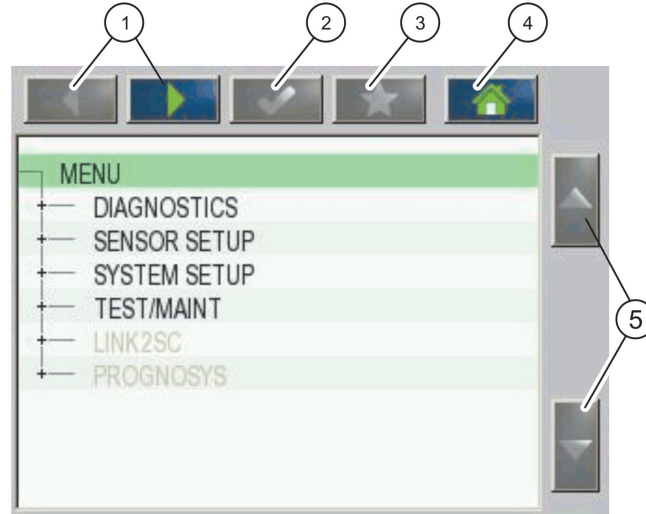 1 2 3 4
MENU
DIAGNOSTICS
SENSOR SETUP
SYSTEM SETUP
TEST/MAINT
LINK2SC
PROGNOSYS
5